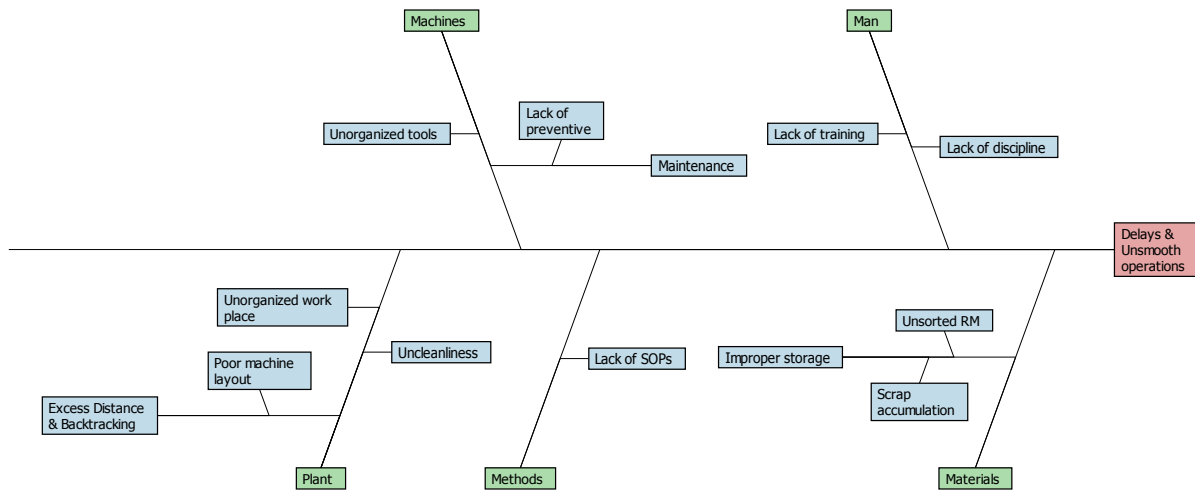 Machines
Man
Lack of
preventive
Unorganized tools
Maintenance
Lack of training
Lack of discipline
Delays &
Unsmooth
operations
Unorganized work
place
Uncleanliness
Poor machine
layout
Excess Distance
& Backtracking
Lack of SOPs
Unsorted RM
Improper storage
Scrap
accumulation
Plant
Methods
Materials